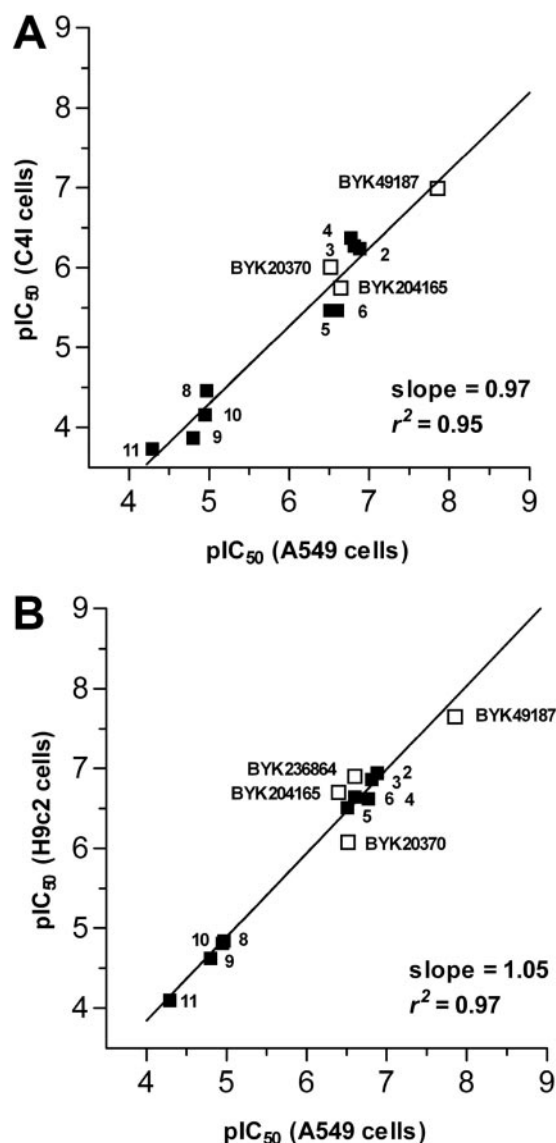 A
9
8
7
6
5
4
pIC50 (C4I cells)
BYK49187
4
3
2
BYK20370
BYK204165
5
6
8
10
9
11
slope = 0.97
r² = 0.95
4 5 6 7 8 9
pIC50 (A549 cells)
B
9
8
7
6
5
4
pIC50 (H9c2 cells)
BYK49187
BYK236864
2
3
BYK204165
6 4
5
BYK20370
10 8
9
11
slope = 1.05
r² = 0.97
4 5 6 7 8 9
pIC50 (A549 cells)